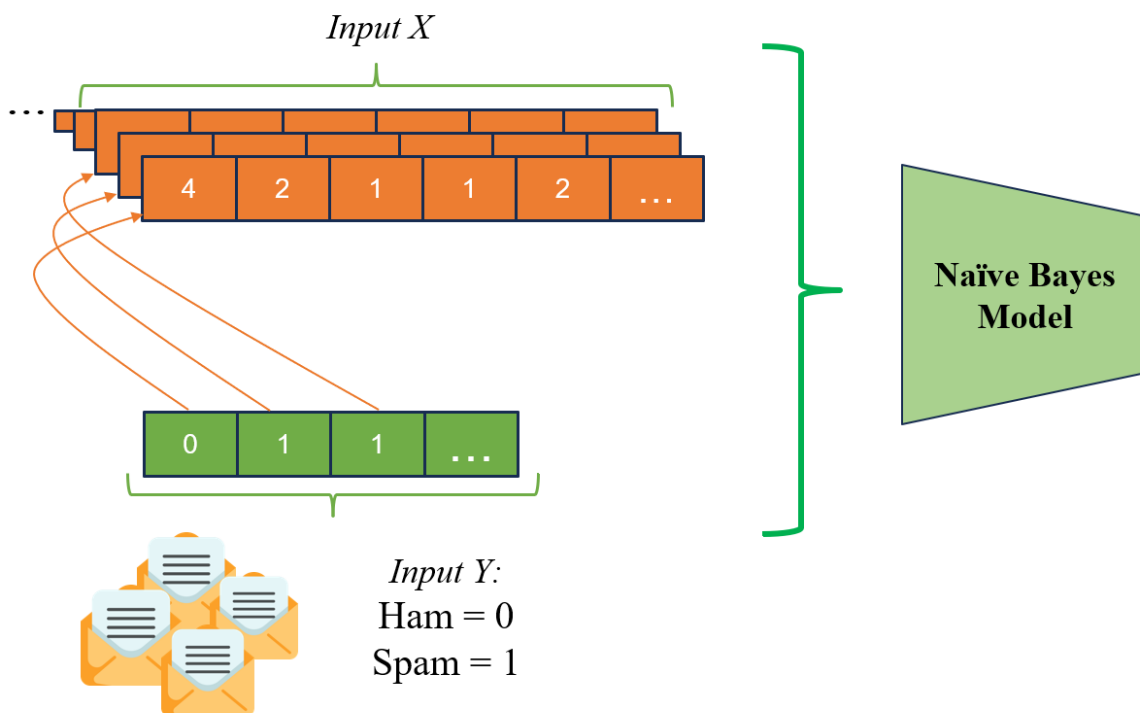 Input X
...
4 2 1 1 2 ...
Naïve Bayes
Model
0 1 1 ...
Input Y:
Ham = 0
Spam = 1